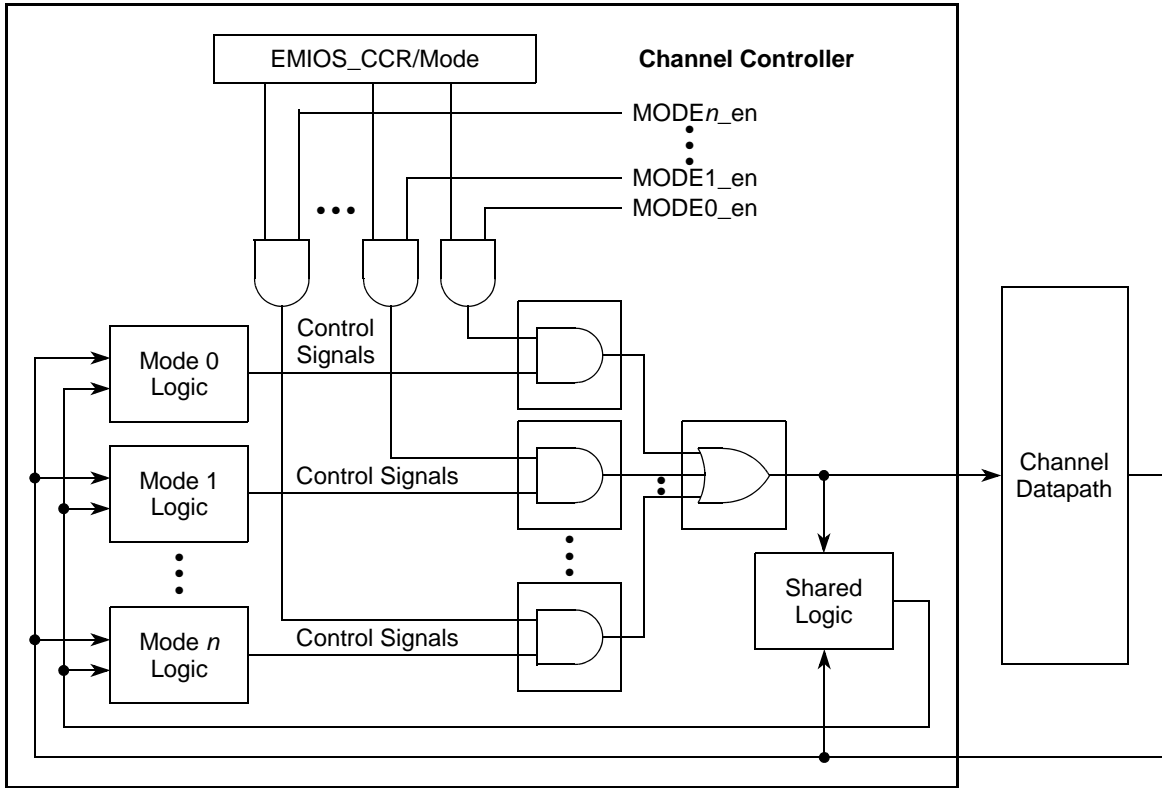 EMIOS_CCR/Mode
Channel Controller
MODEn_en
MODE1_en
MODE0_en
Control
Signals
Mode 0
Logic
Mode 1
Logic
Control Signals
Channel
Datapath
Shared
Logic
Mode n
Logic
Control Signals